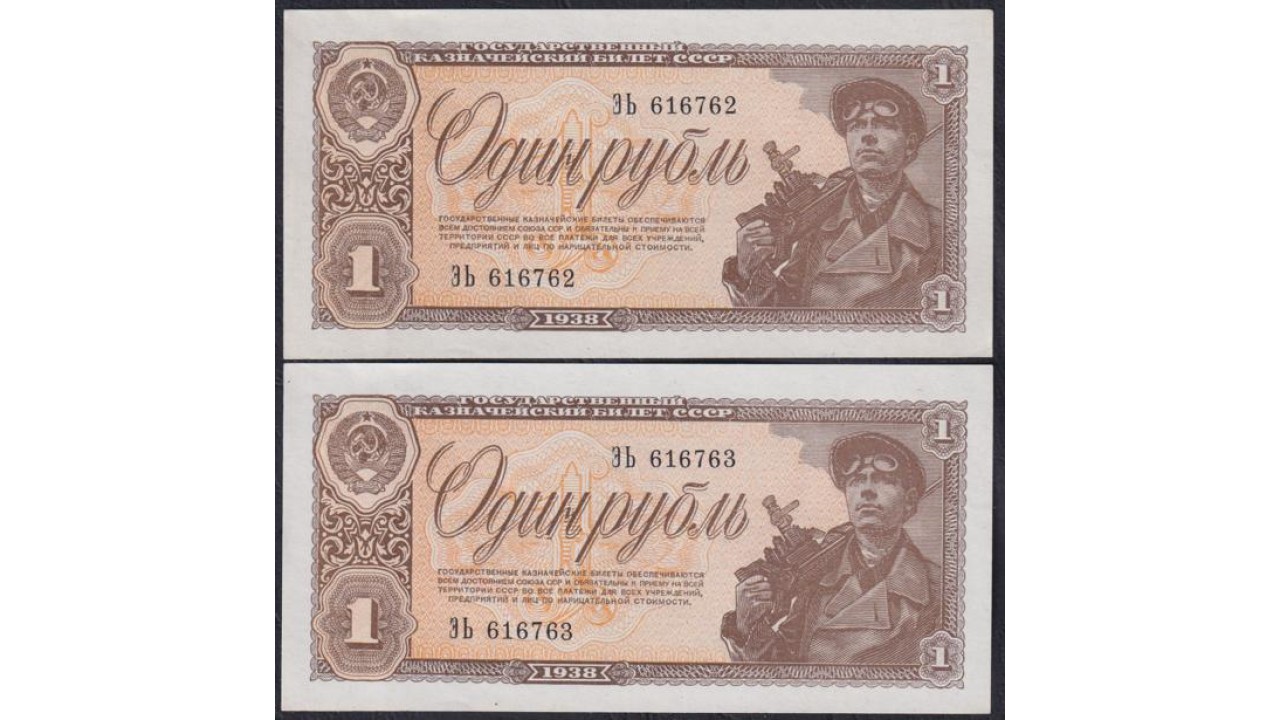 ГОСУДАРСТВЕННЫЙ
КАЗНАЧЕЙСКИЙ БИЛЕТ СССР
1
ЭЬ 616762
Один рубль
ГОСУДАРСТВЕННЫЕ КАЗНАЧЕЙСКИЕ БИЛЕТЫ ОБЕСПЕЧИВАЮТСЯ
ВСЕМ ДОСТОЯНИЕМ СОЮЗА ССР И ОБЯЗАТЕЛЬНЫ К ПРИЕМУ НА ВСЕЙ
ТЕРРИТОРИИ СССР ВО ВСЕ ПЛАТЕЖИ ДЛЯ ВСЕХ УЧРЕЖДЕНИЙ,
ПРЕДПРИЯТИЙ И ЛИЦ ПО НАРИЦАТЕЛЬНОЙ СТОИМОСТИ.
1
ЭЬ 616762
1
1938
ГОСУДАРСТВЕННЫЙ
КАЗНАЧЕЙСКИЙ БИЛЕТ СССР
1
ЭЬ 616763
Один рубль
ГОСУДАРСТВЕННЫЕ КАЗНАЧЕЙСКИЕ БИЛЕТЫ ОБЕСПЕЧИВАЮТСЯ
ВСЕМ ДОСТОЯНИЕМ СОЮЗА ССР И ОБЯЗАТЕЛЬНЫ К ПРИЕМУ НА ВСЕЙ
ТЕРРИТОРИИ СССР ВО ВСЕ ПЛАТЕЖИ ДЛЯ ВСЕХ УЧРЕЖДЕНИЙ,
ПРЕДПРИЯТИЙ И ЛИЦ ПО НАРИЦАТЕЛЬНОЙ СТОИМОСТИ.
1
ЭЬ 616763
1
1938